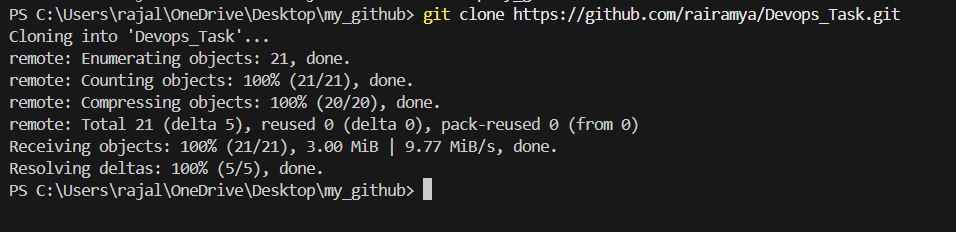 PS C:\Users\rajal\OneDrive\Desktop\my_github> git clone https://github.com/rairamya/Devops_Task.git
Cloning into 'Devops_Task'...
remote: Enumerating objects: 21, done.
remote: Counting objects: 100% (21/21), done.
remote: Compressing objects: 100% (20/20), done.
remote: Total 21 (delta 5), reused 0 (delta 0), pack-reused 0 (from 0)
Receiving objects: 100% (21/21), 3.00 MiB | 9.77 MiB/s, done.
Resolving deltas: 100% (5/5), done.
PS C:\Users\rajal\OneDrive\Desktop\my_github>